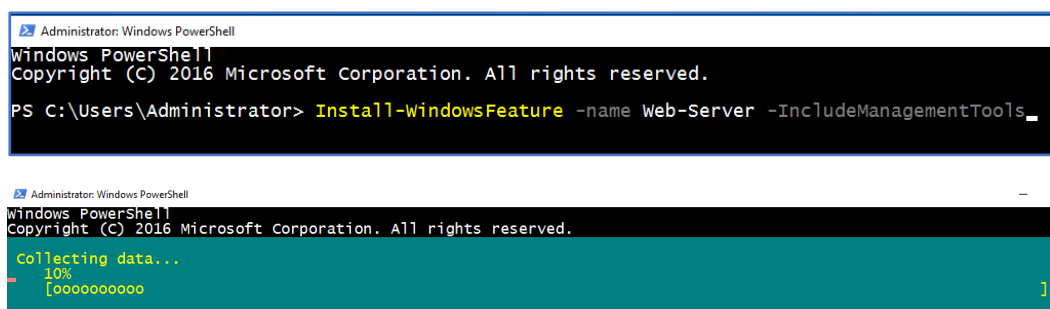 Administrator: Windows PowerShell
Windows PowerShell
Copyright (C) 2016 Microsoft Corporation. All rights reserved.
PS C:\Users\Administrator> Install-WindowsFeature -name Web-Server -IncludeManagementTools
Administrator: Windows PowerShell
Windows PowerShell
Copyright (C) 2016 Microsoft Corporation. All rights reserved.
Collecting data...
10%
[oooooooooo ]